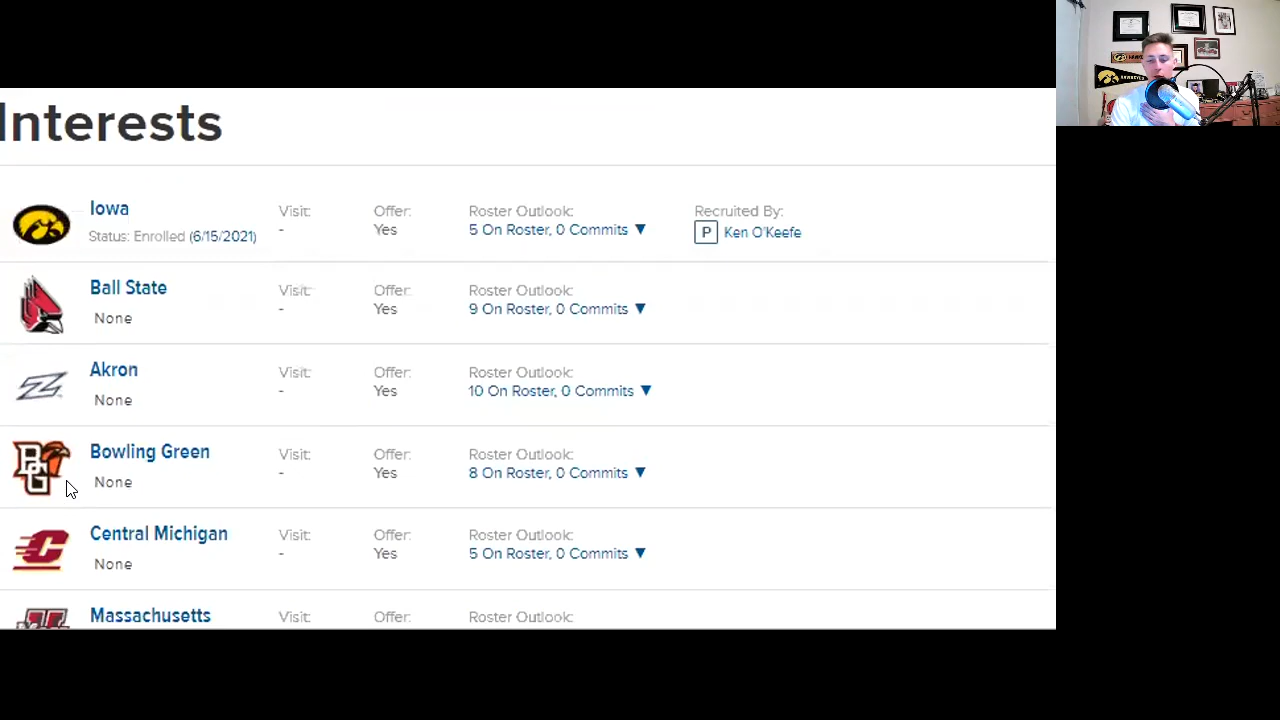 Interests
Iowa
Status: Enrolled (6/15/2021)
Visit:
-
Offer:
Yes
Roster Outlook:
5 On Roster, 0 Commits ▼
Recruited By:
P Ken O'Keefe
Ball State
None
Visit:
-
Offer:
Yes
Roster Outlook:
9 On Roster, 0 Commits ▼
Akron
None
Visit:
-
Offer:
Yes
Roster Outlook:
10 On Roster, 0 Commits ▼
Bowling Green
None
Visit:
-
Offer:
Yes
Roster Outlook:
8 On Roster, 0 Commits ▼
Central Michigan
None
Visit:
-
Offer:
Yes
Roster Outlook:
5 On Roster, 0 Commits ▼
Massachusetts
Visit:
Offer:
Roster Outlook: